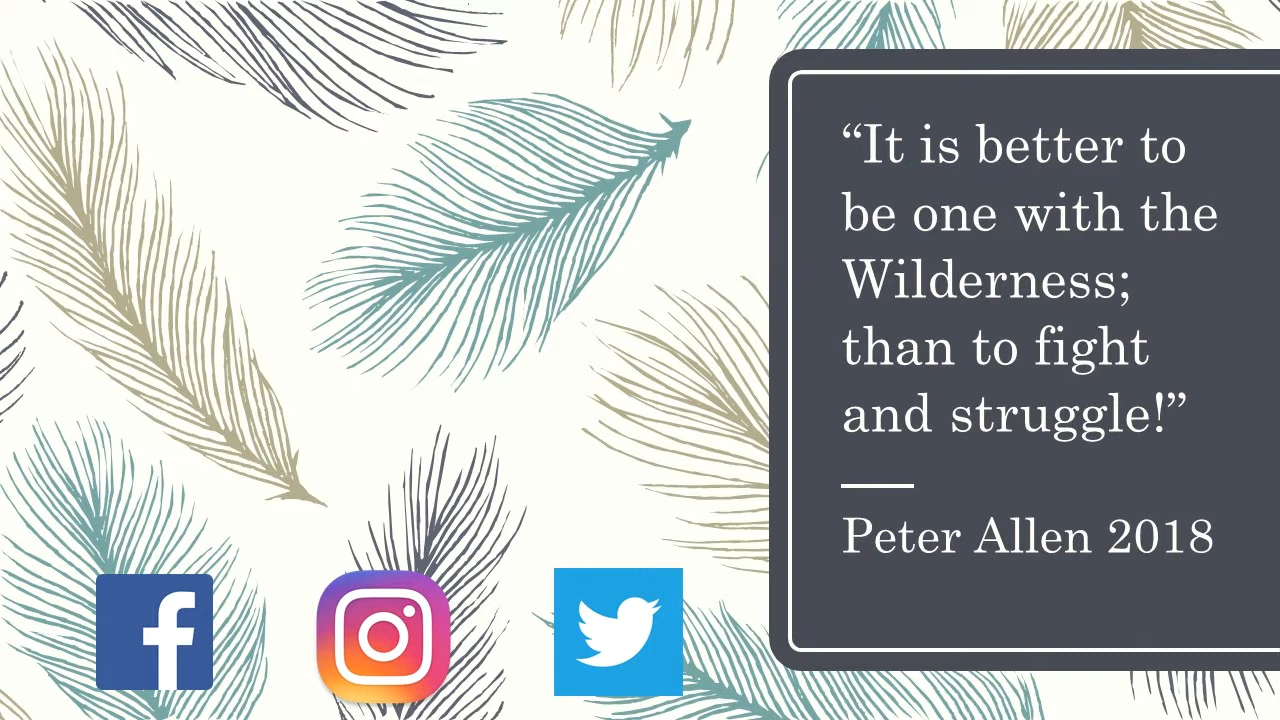 “It is better to
be one with the
Wilderness;
than to fight
and struggle!”
Peter Allen 2018